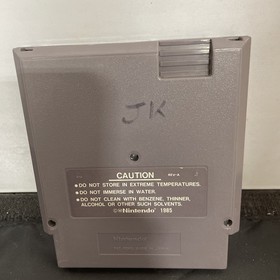 JK
CAUTION
•DO NOT STORE IN EXTREME TEMPERATURES.
•DO NOT IMMERSE IN WATER.
•DO NOT CLEAN WITH BENZENE, THINNER,
ALCOHOL OR OTHER SUCH SOLVENTS.
Nintendo 1985